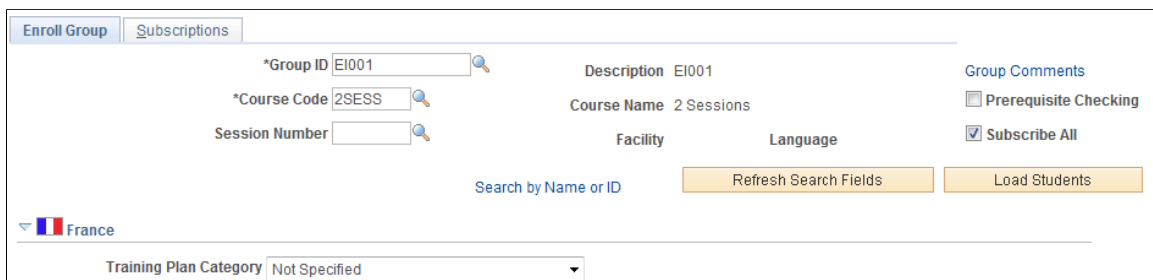 Enroll Group Subscriptions
*Group ID EI001 Description EI001 Group Comments
*Course Code 2SESS Course Name 2 Sessions Prerequisite Checking
Session Number Facility Language Subscribe All
Search by Name or ID Refresh Search Fields Load Students
France
Training Plan Category Not Specified